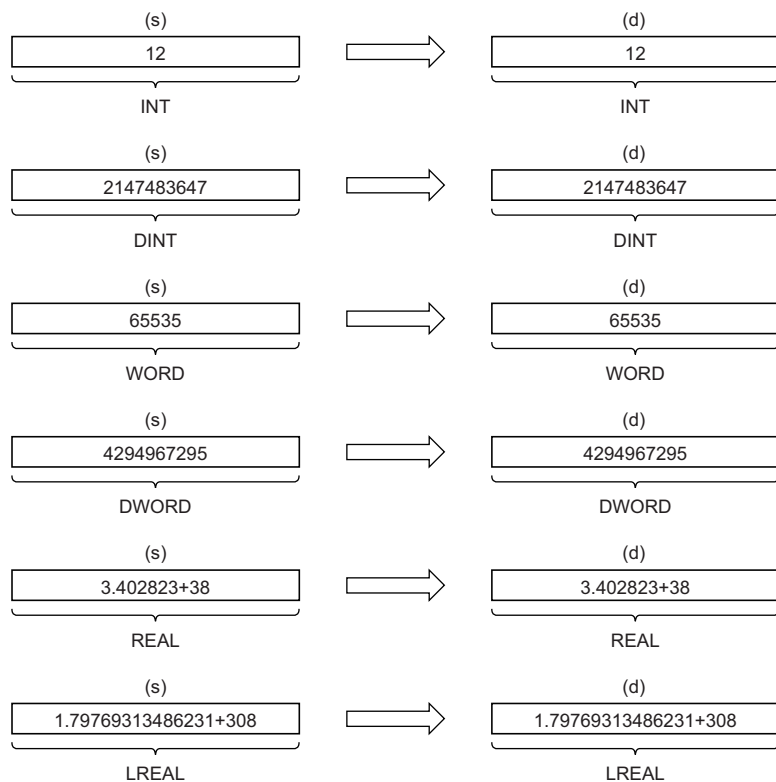 (s) (d)
12 12
INT INT
(s) (d)
2147483647 2147483647
DINT DINT
(s) (d)
65535 65535
WORD WORD
(s) (d)
4294967295 4294967295
DWORD DWORD
(s) (d)
3.402823+38 3.402823+38
REAL REAL
(s) (d)
1.79769313486231+308 1.79769313486231+308
LREAL LREAL